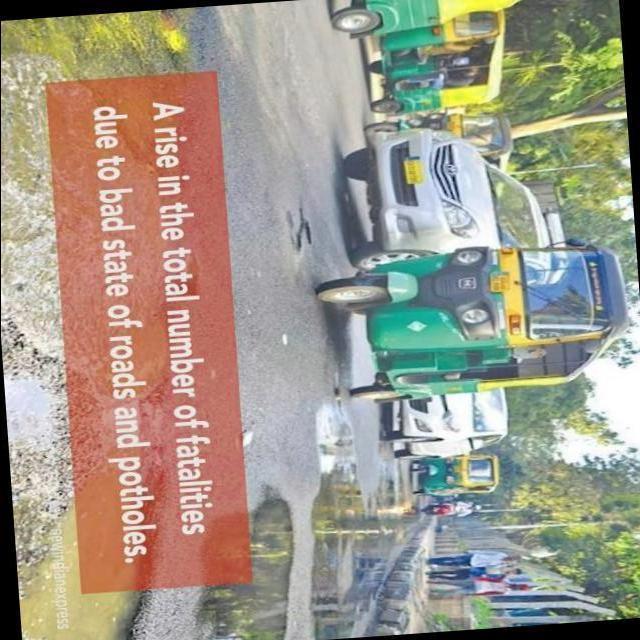 A rise in the total number of fatalities
due to bad state of roads and potholes.
newindianexpress